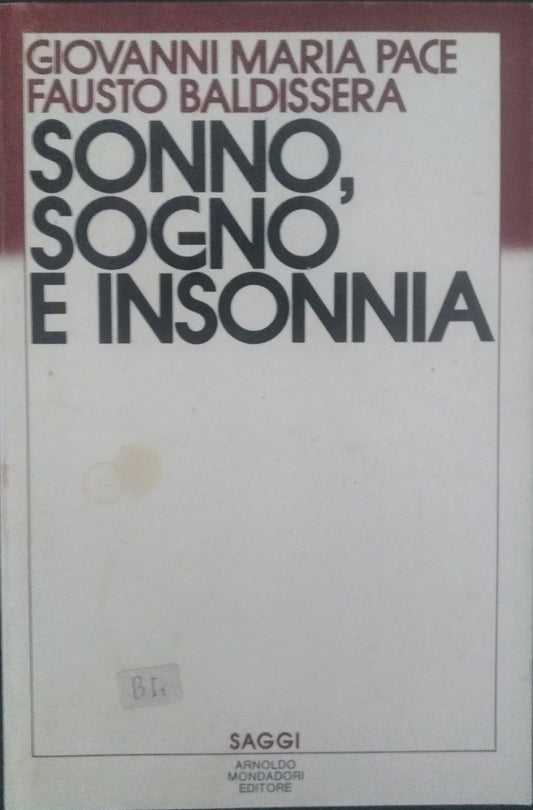 GIOVANNI MARIA PACE
FAUSTO BALDISSERA
SONNO,
SOGNO
E INSONNIA
SAGGI
ARNOLDO
MONDADORI
EDITORE